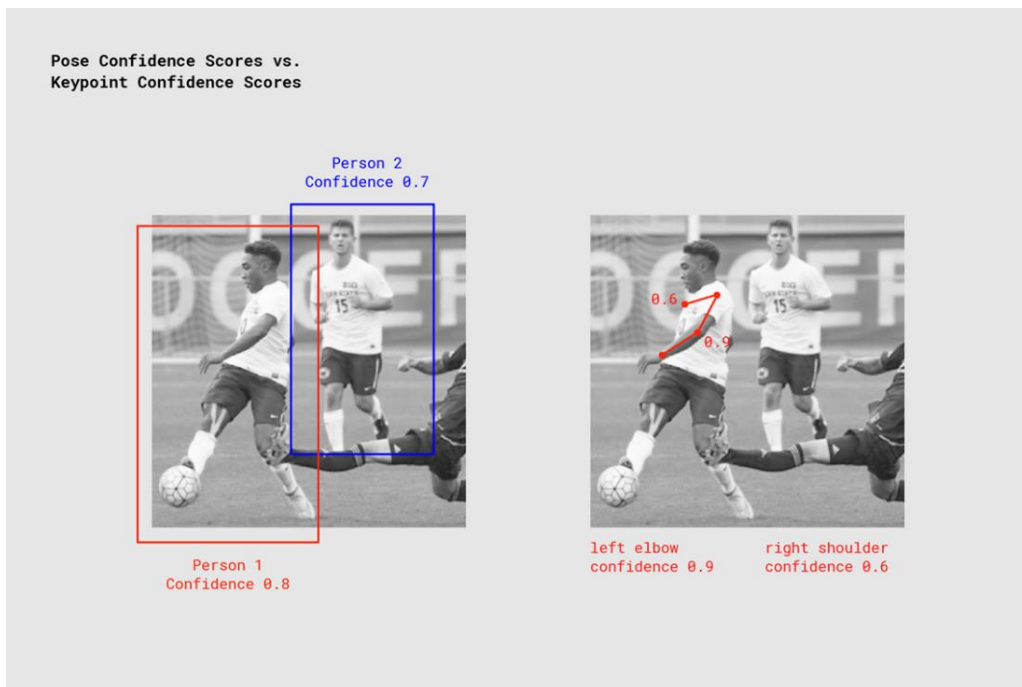 Pose Confidence Scores vs.
Keypoint Confidence Scores
Person 2
Confidence 0.7
SOCCER
15
Person 1
Confidence 0.8
0.6
0.9
15
left elbow
confidence 0.9
right shoulder
confidence 0.6